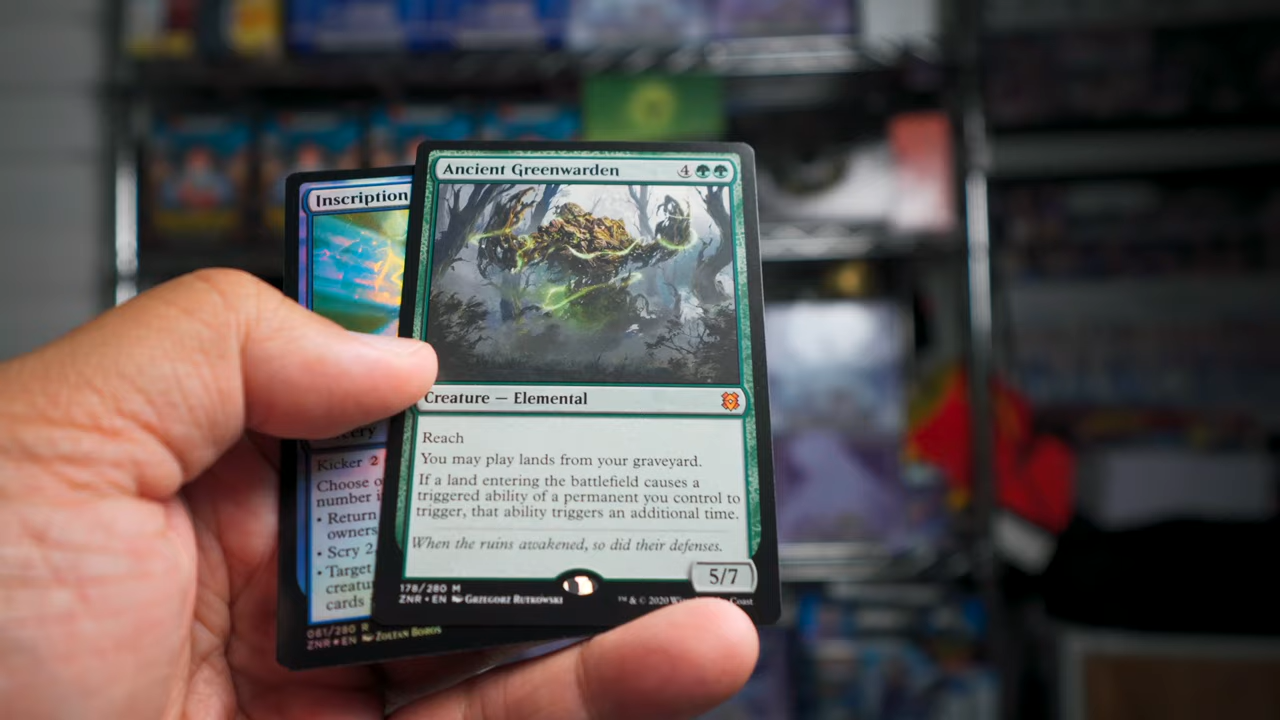 Inscription
Kicker 2
Choose o
number i
• Return
owners
• Scry 2
• Target
creatur
cards
061/280 R
ZNR EN ZOLTAN BOROS
Ancient Greenwarden 4
Creature — Elemental
Reach
You may play lands from your graveyard.
If a land entering the battlefield causes a
triggered ability of a permanent you control to
trigger, that ability triggers an additional time.
When the ruins awakened, so did their defenses.
5/7
178/280 M
ZNR • EN GRZEGORZ RUTKOWSKI
™ & © 2020 Wiz Coast